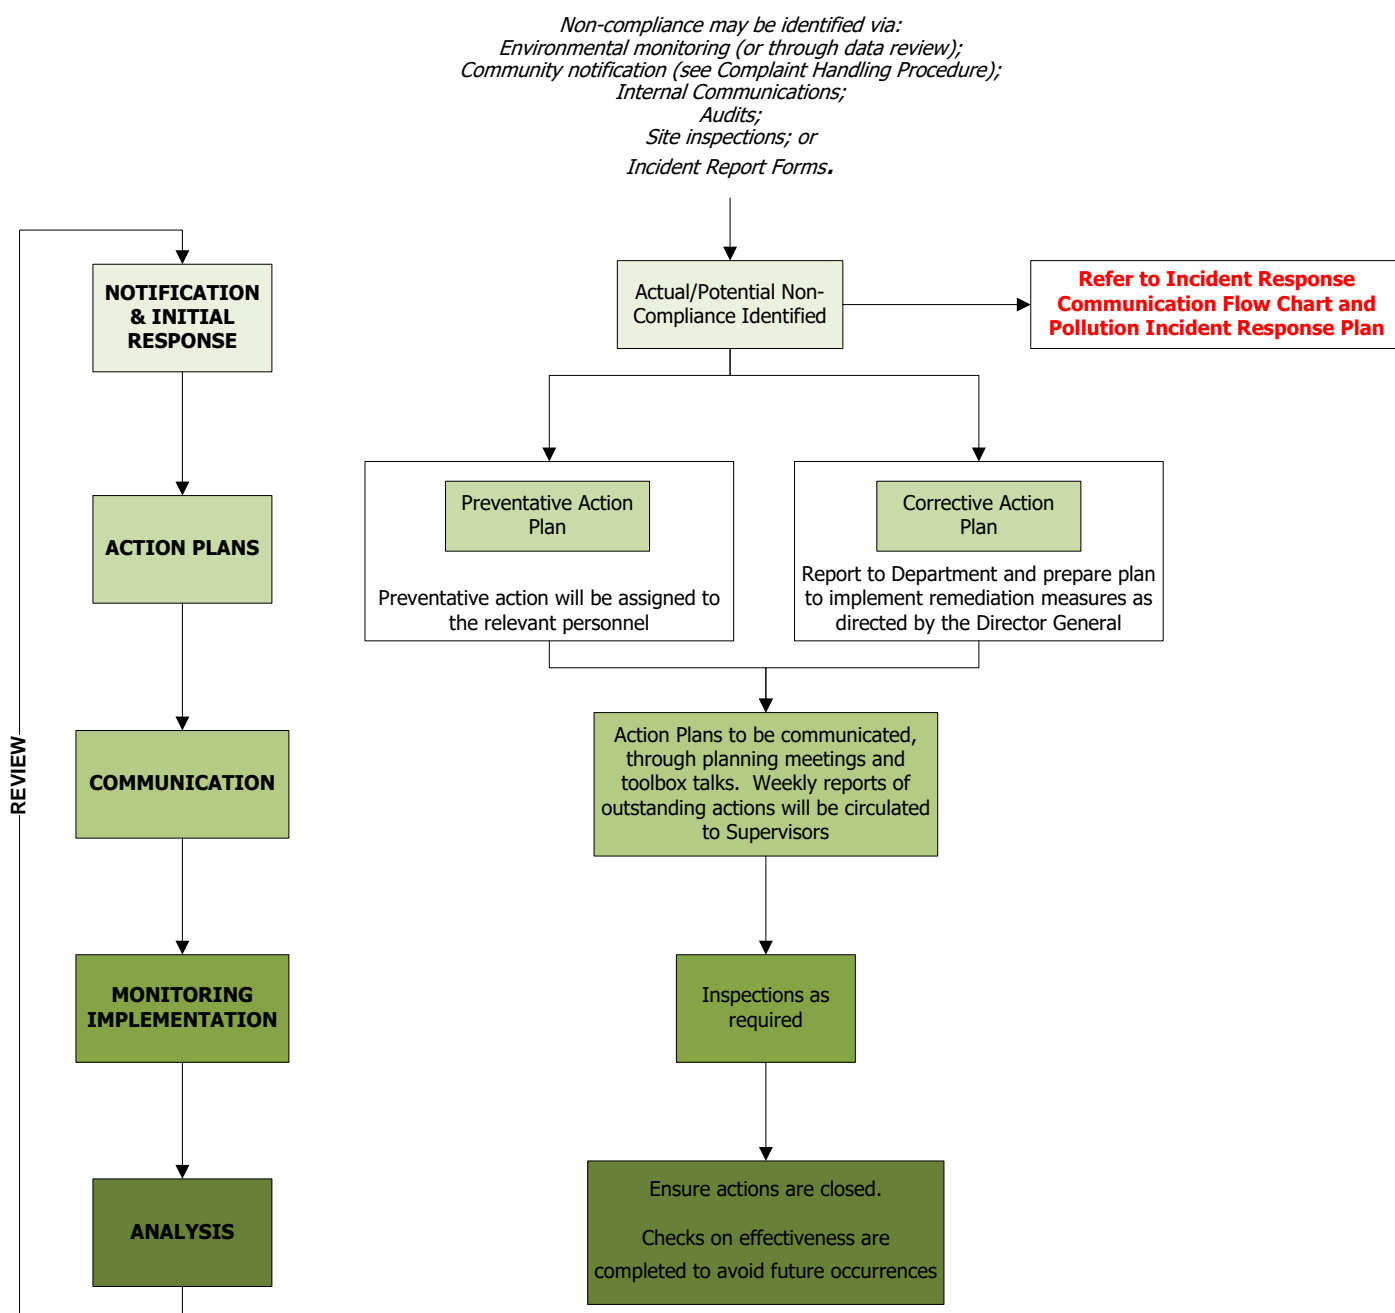 Non-compliance may be identified via:
Environmental monitoring (or through data review);
Community notification (see Complaint Handling Procedure);
Internal Communications;
Audits;
Site inspections; or
Incident Report Forms.
NOTIFICATION
& INITIAL
RESPONSE
Actual/Potential Non-
Compliance Identified
Refer to Incident Response
Communication Flow Chart and
Pollution Incident Response Plan
ACTION PLANS
Preventative Action
Plan
Preventative action will be assigned to
the relevant personnel
Corrective Action
Plan
Report to Department and prepare plan
to implement remediation measures as
directed by the Director General
REVIEW
COMMUNICATION
Action Plans to be communicated,
through planning meetings and
toolbox talks.  Weekly reports of
outstanding actions will be circulated
to Supervisors
MONITORING
IMPLEMENTATION
Inspections as
required
ANALYSIS
Ensure actions are closed.
Checks on effectiveness are
completed to avoid future occurrences